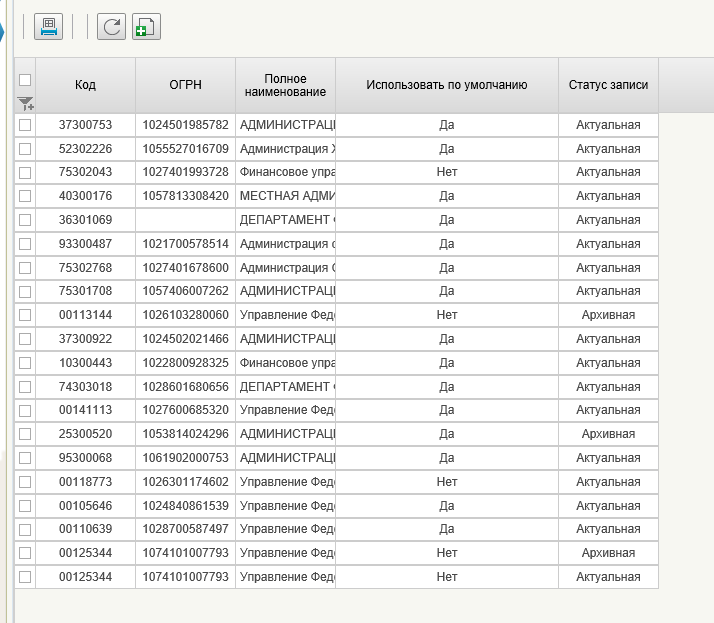 Код ОГРН Полное наименование Использовать по умолчанию Статус записи
37300753 1024501985782 АДМИНИСТРАЦ Да Актуальная
52302226 1055527016709 Администрация Да Актуальная
75302043 1027401993728 Финансовое упра Нет Актуальная
40300176 1057813308420 МЕСТНАЯ АДМИ Да Актуальная
36301069 ДЕПАРТАМЕНТ Да Актуальная
93300487 1021700578514 Администрация Да Актуальная
75302768 1027401678600 Администрация Да Актуальная
75301708 1057406007262 АДМИНИСТРАЦ Да Актуальная
00113144 1026103280060 Управление Феде Нет Архивная
37300922 1024502021466 АДМИНИСТРАЦ Да Актуальная
10300443 1022800928325 Финансовое упра Да Актуальная
74303018 1028601680656 ДЕПАРТАМЕНТ Да Актуальная
00141113 1027600685320 Управление Феде Да Актуальная
25300520 1053814024296 АДМИНИСТРАЦ Да Архивная
95300068 1061902000753 АДМИНИСТРАЦ Да Актуальная
00118773 1026301174602 Управление Феде Нет Актуальная
00105646 1024840861539 Управление Феде Да Актуальная
00110639 1028700587497 Управление Феде Да Актуальная
00125344 1074101007793 Управление Феде Нет Архивная
00125344 1074101007793 Управление Феде Нет Актуальная